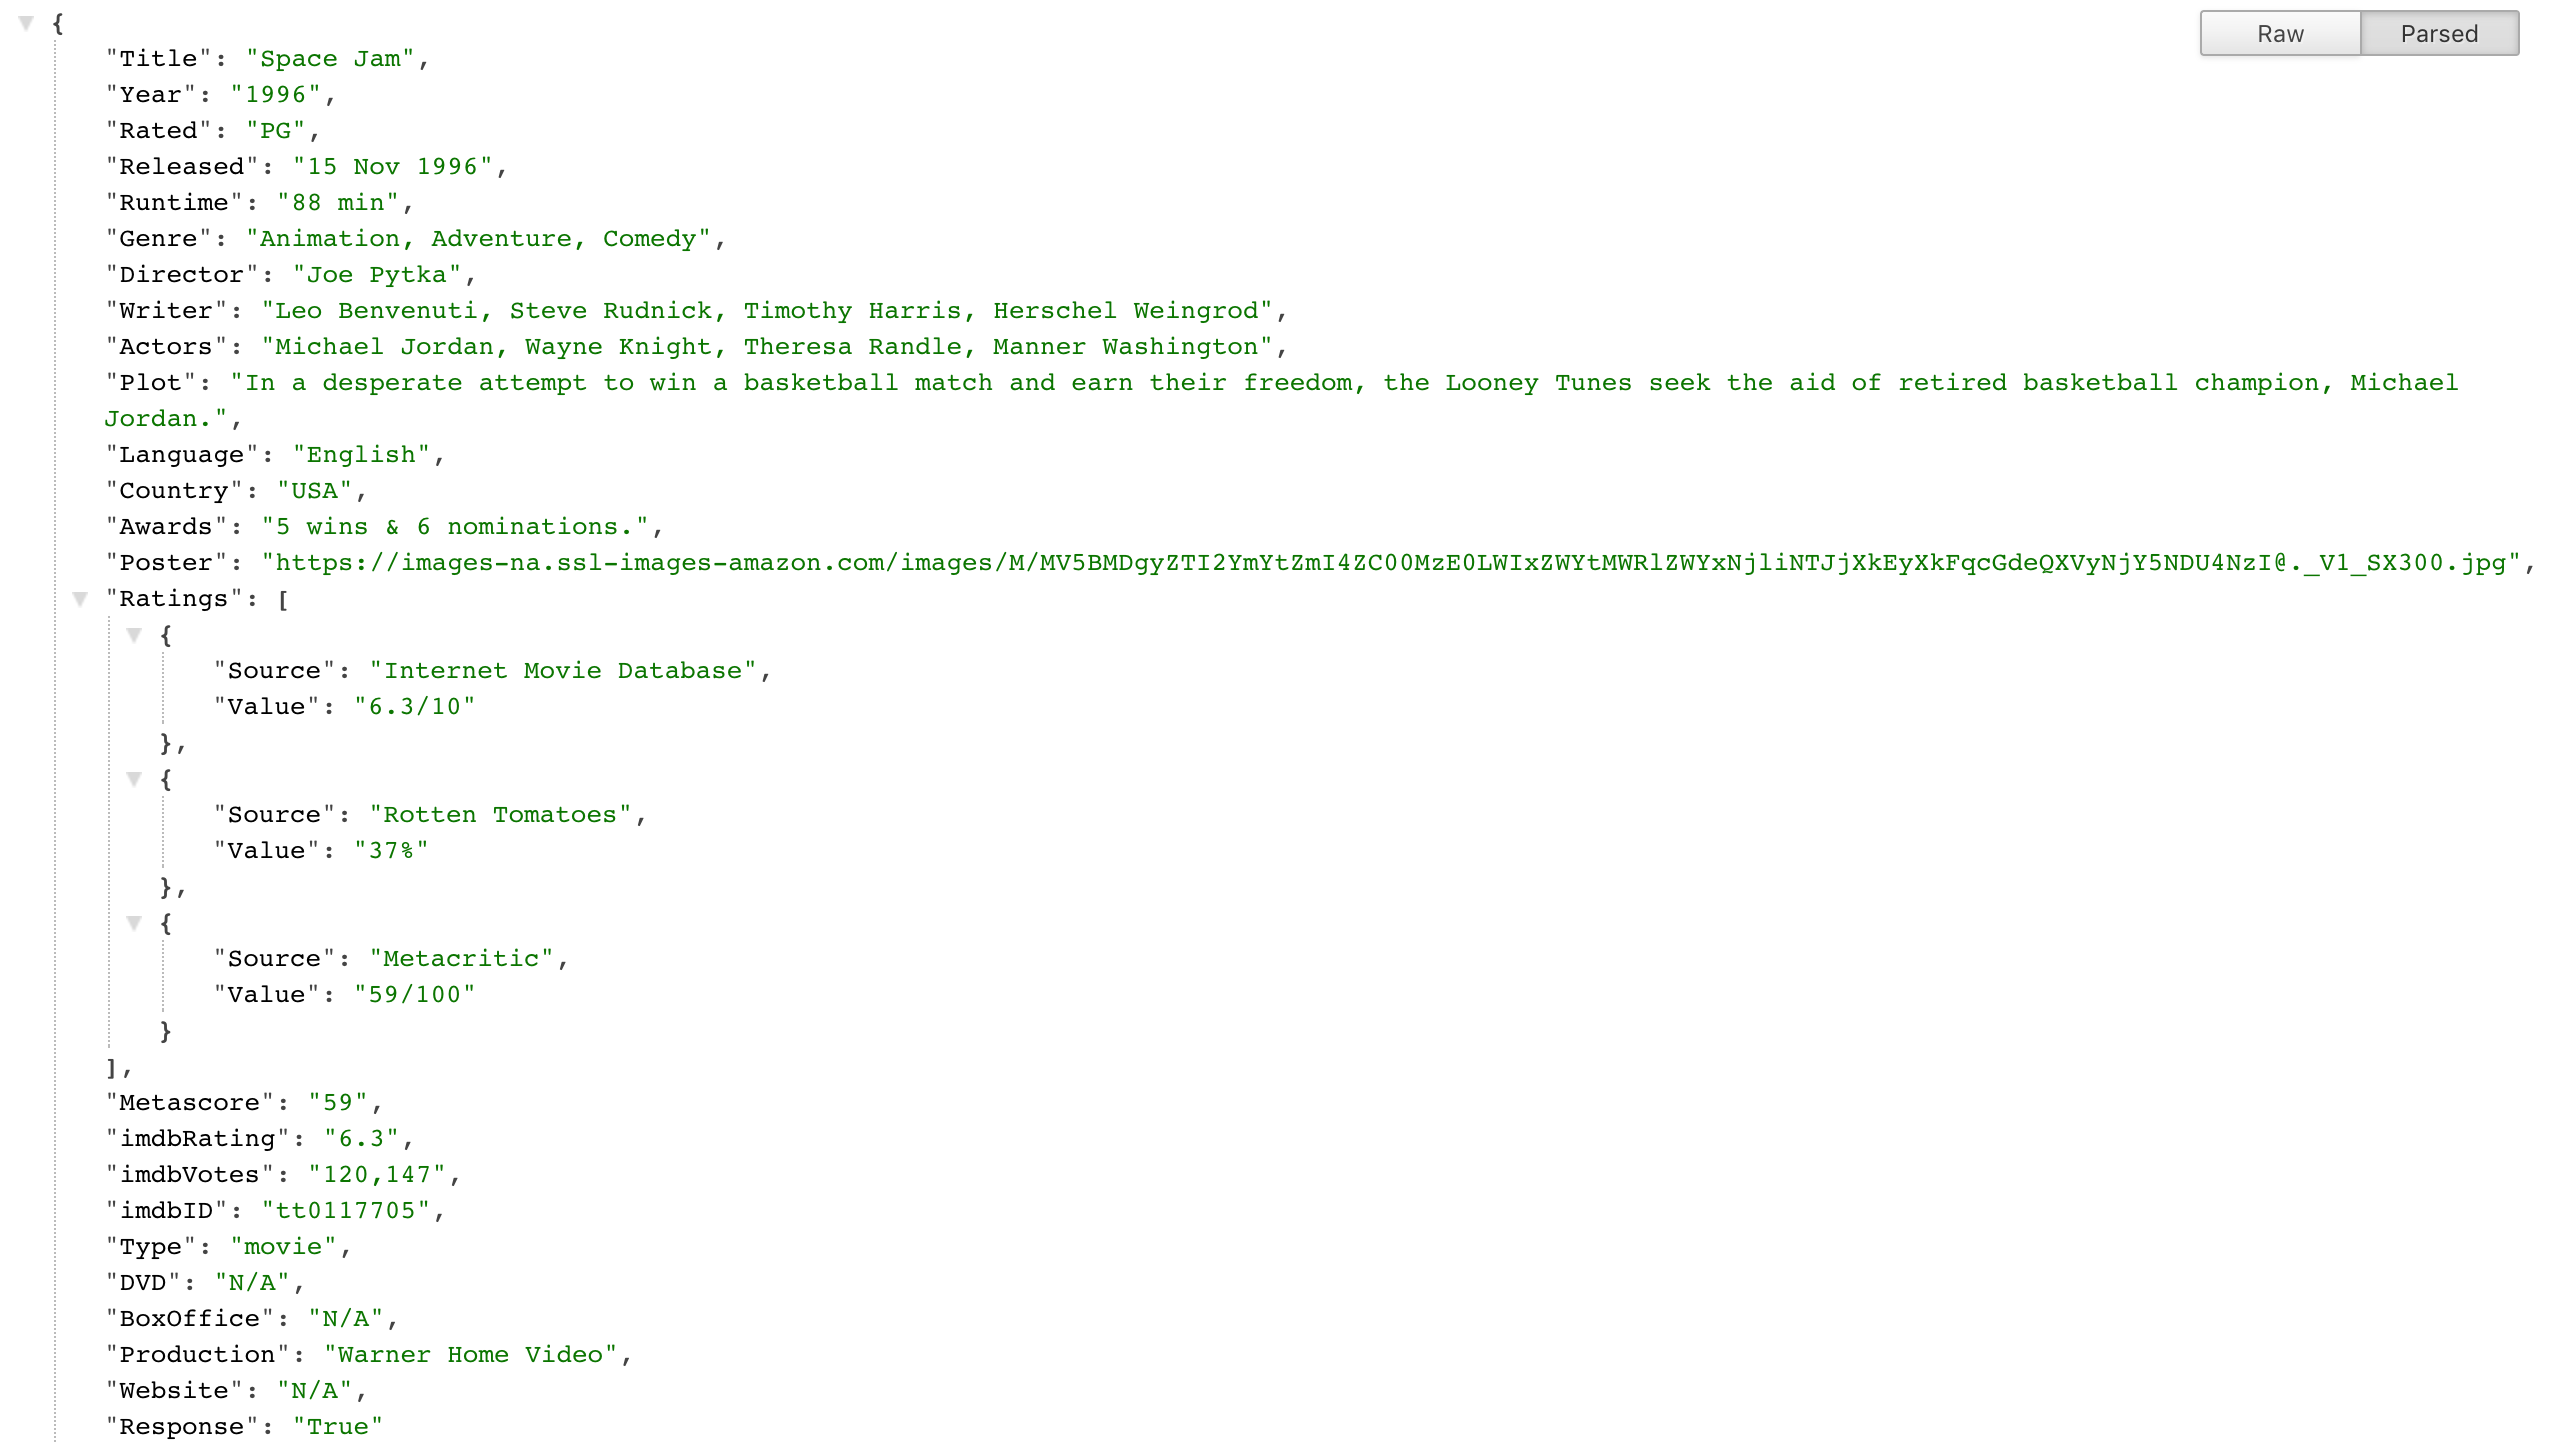 {
Raw Parsed
"Title": "Space Jam",
"Year": "1996",
"Rated": "PG",
"Released": "15 Nov 1996",
"Runtime": "88 min",
"Genre": "Animation, Adventure, Comedy",
"Director": "Joe Pytka",
"Writer": "Leo Benvenuti, Steve Rudnick, Timothy Harris, Herschel Weingrod",
"Actors": "Michael Jordan, Wayne Knight, Theresa Randle, Manner Washington",
"Plot": "In a desperate attempt to win a basketball match and earn their freedom, the Looney Tunes seek the aid of retired basketball champion, Michael
Jordan.",
"Language": "English",
"Country": "USA",
"Awards": "5 wins & 6 nominations.",
"Poster": "https://images-na.ssl-images-amazon.com/images/M/MV5BMDgyZTI2YmYtZmI4ZC00MzE0LWIxZWYtMWRlZWYxNjliNTJjXkEyXkFqcGdeQXVyNjY5NDU4NzI@._V1_SX300.jpg",
"Ratings": [
{
"Source": "Internet Movie Database",
"Value": "6.3/10"
},
{
"Source": "Rotten Tomatoes",
"Value": "37%"
},
{
"Source": "Metacritic",
"Value": "59/100"
}
],
"Metascore": "59",
"imdbRating": "6.3",
"imdbVotes": "120,147",
"imdbID": "tt0117705",
"Type": "movie",
"DVD": "N/A",
"BoxOffice": "N/A",
"Production": "Warner Home Video",
"Website": "N/A",
"Response": "True"